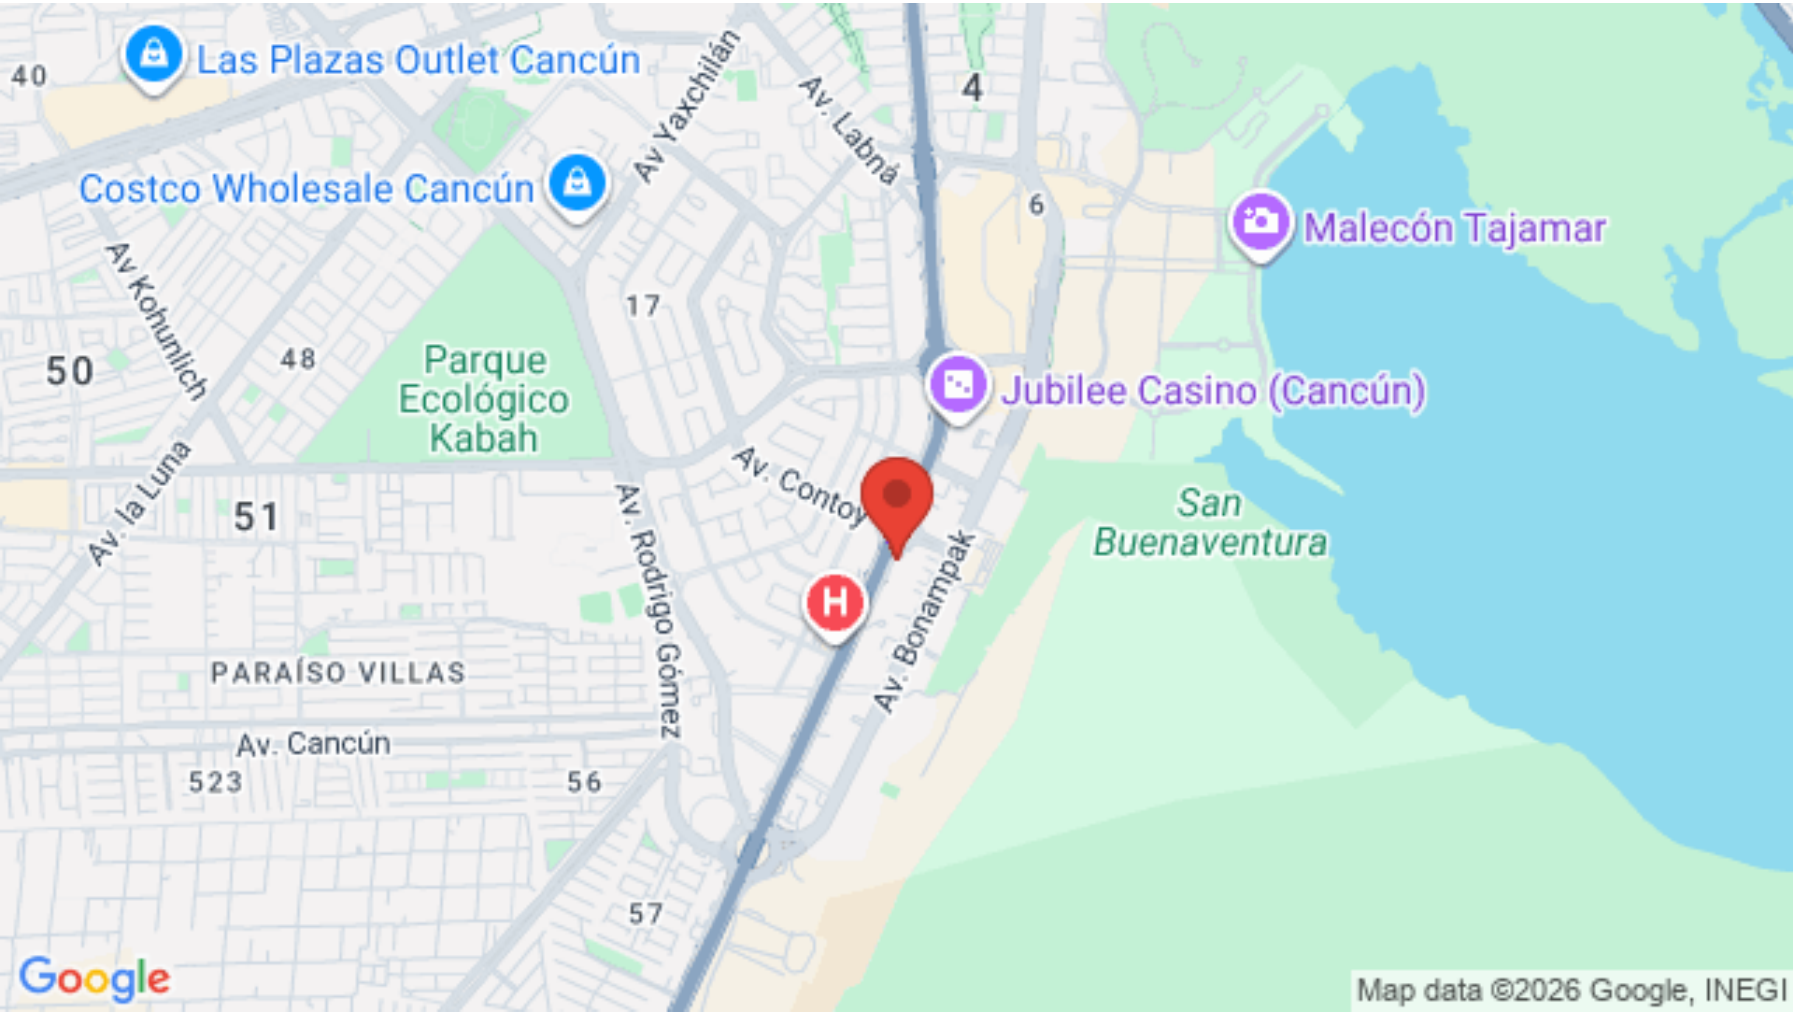 40
Las Plazas Outlet Cancún
Av Yaxchilán
Av. Labná
4
Costco Wholesale Cancún
6
Malecón Tajamar
Av Kohunlich
17
50
48
Parque
Ecológico
Kabah
Jubilee Casino (Cancún)
Av. la Luna
51
Av. Contoy
San
Buenaventura
Av. Rodrigo Gómez
H
Av. Bonampak
PARAÍSO VILLAS
Av. Cancún
523
56
57
Google
Map data ©2026 Google, INEGI